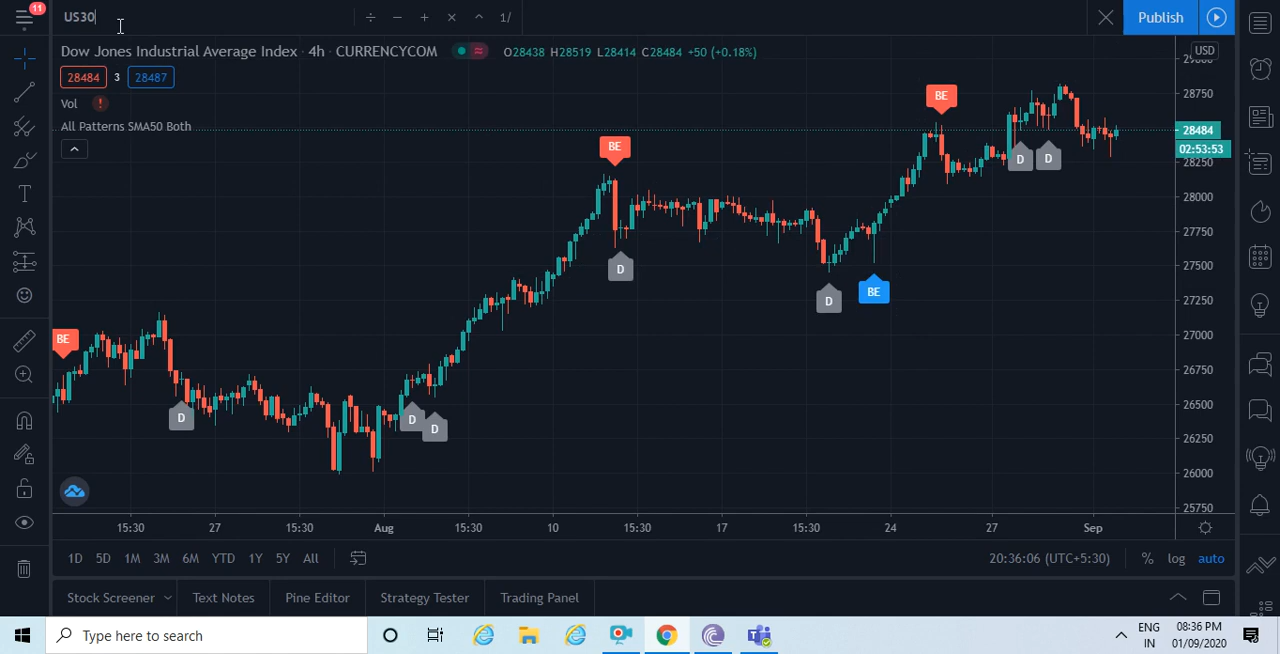 11
US30
÷ − + × ^ 1/
Publish
Dow Jones Industrial Average Index · 4h · CURRENCYCOM
O28438 H28519 L28414 C28484 +50 (+0.18%)
USD
28484 3 28487
Vol !
All Patterns SMA50 Both
BE
BE
BE
BE
D
D
D
D
D
D
D
29000
28750
28484
02:53:53
28250
28000
27750
27500
27250
27000
26750
26500
26250
26000
25750
15:30 27 15:30 Aug 15:30 10 15:30 17 15:30 24 27 Sep
1D 5D 1M 3M 6M YTD 1Y 5Y All
20:36:06 (UTC+5:30) % log auto
Stock Screener Text Notes Pine Editor Strategy Tester Trading Panel
Type here to search
ENG
IN
08:36 PM
01/09/2020